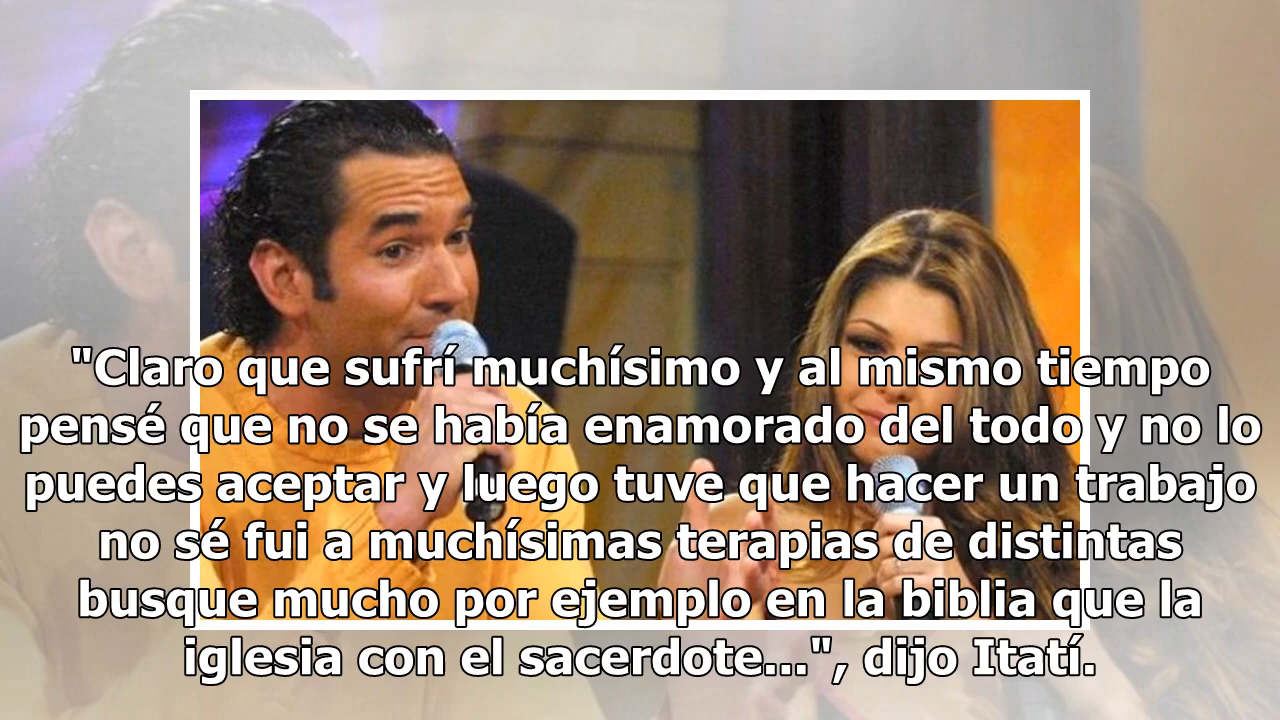 "Claro que sufrí muchísimo y al mismo tiempo
pensé que no se había enamorado del todo y no lo
puedes aceptar y luego tuve que hacer un trabajo
no sé fui a muchísimas terapias de distintas
busque mucho por ejemplo en la biblia que la
iglesia con el sacerdote...", dijo Itatí.